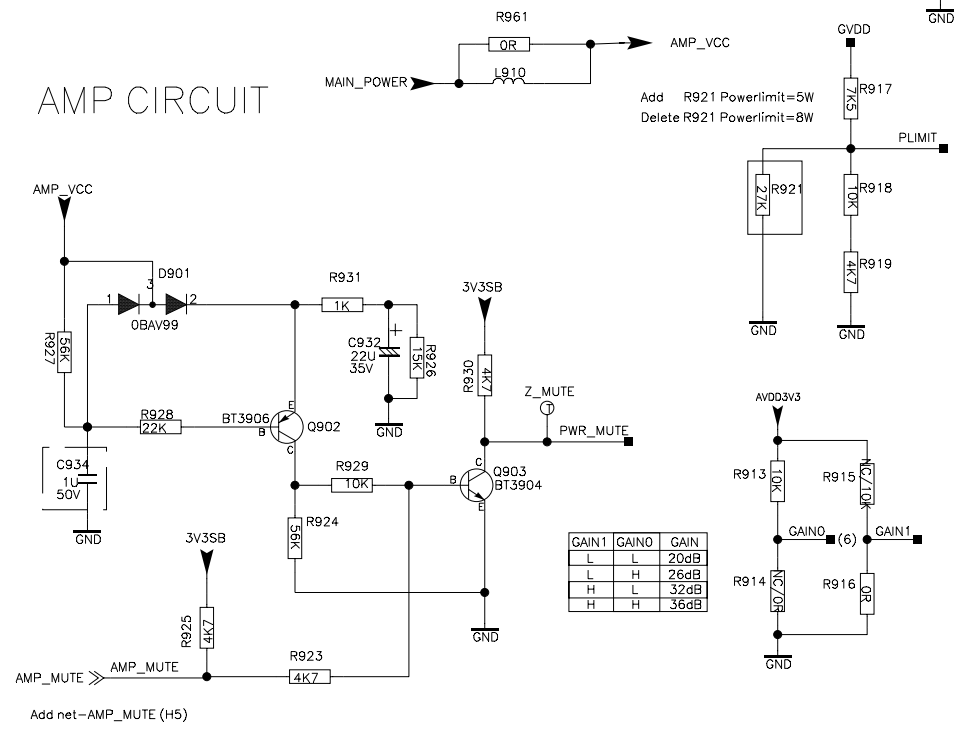 AMP CIRCUIT
R961
0R
L910
MAIN_POWER
AMP_VCC
GND
GVDD
R917
7K5
Add R921 Powerlimit=5W
Delete R921 Powerlimit=8W
PLIMIT
R921
27K
R918
10K
R919
4K7
GND
GND
AMP_VCC
D901
1
3
2
0BAV99
R927
56K
R931
1K
C932
22U
35V
+
R926
15K
GND
R928
22K
BT3906
E
B
C
Q902
C934
1U
50V
GND
3V3SB
R930
4K7
Z_MUTE
T
PWR_MUTE
R929
10K
C
B
E
Q903
BT3904
R924
56K
3V3SB
R925
4K7
GND
R923
4K7
AMP_MUTE
AMP_MUTE
Add net-AMP_MUTE (H5)
GAIN1 GAIN0 GAIN
L L 20dB
L H 26dB
H L 32dB
H H 36dB
AVDD3V3
R913
10K
R915
NC/10K
GAIN0
(6)
GAIN1
R914
NC/0R
R916
0R
GND